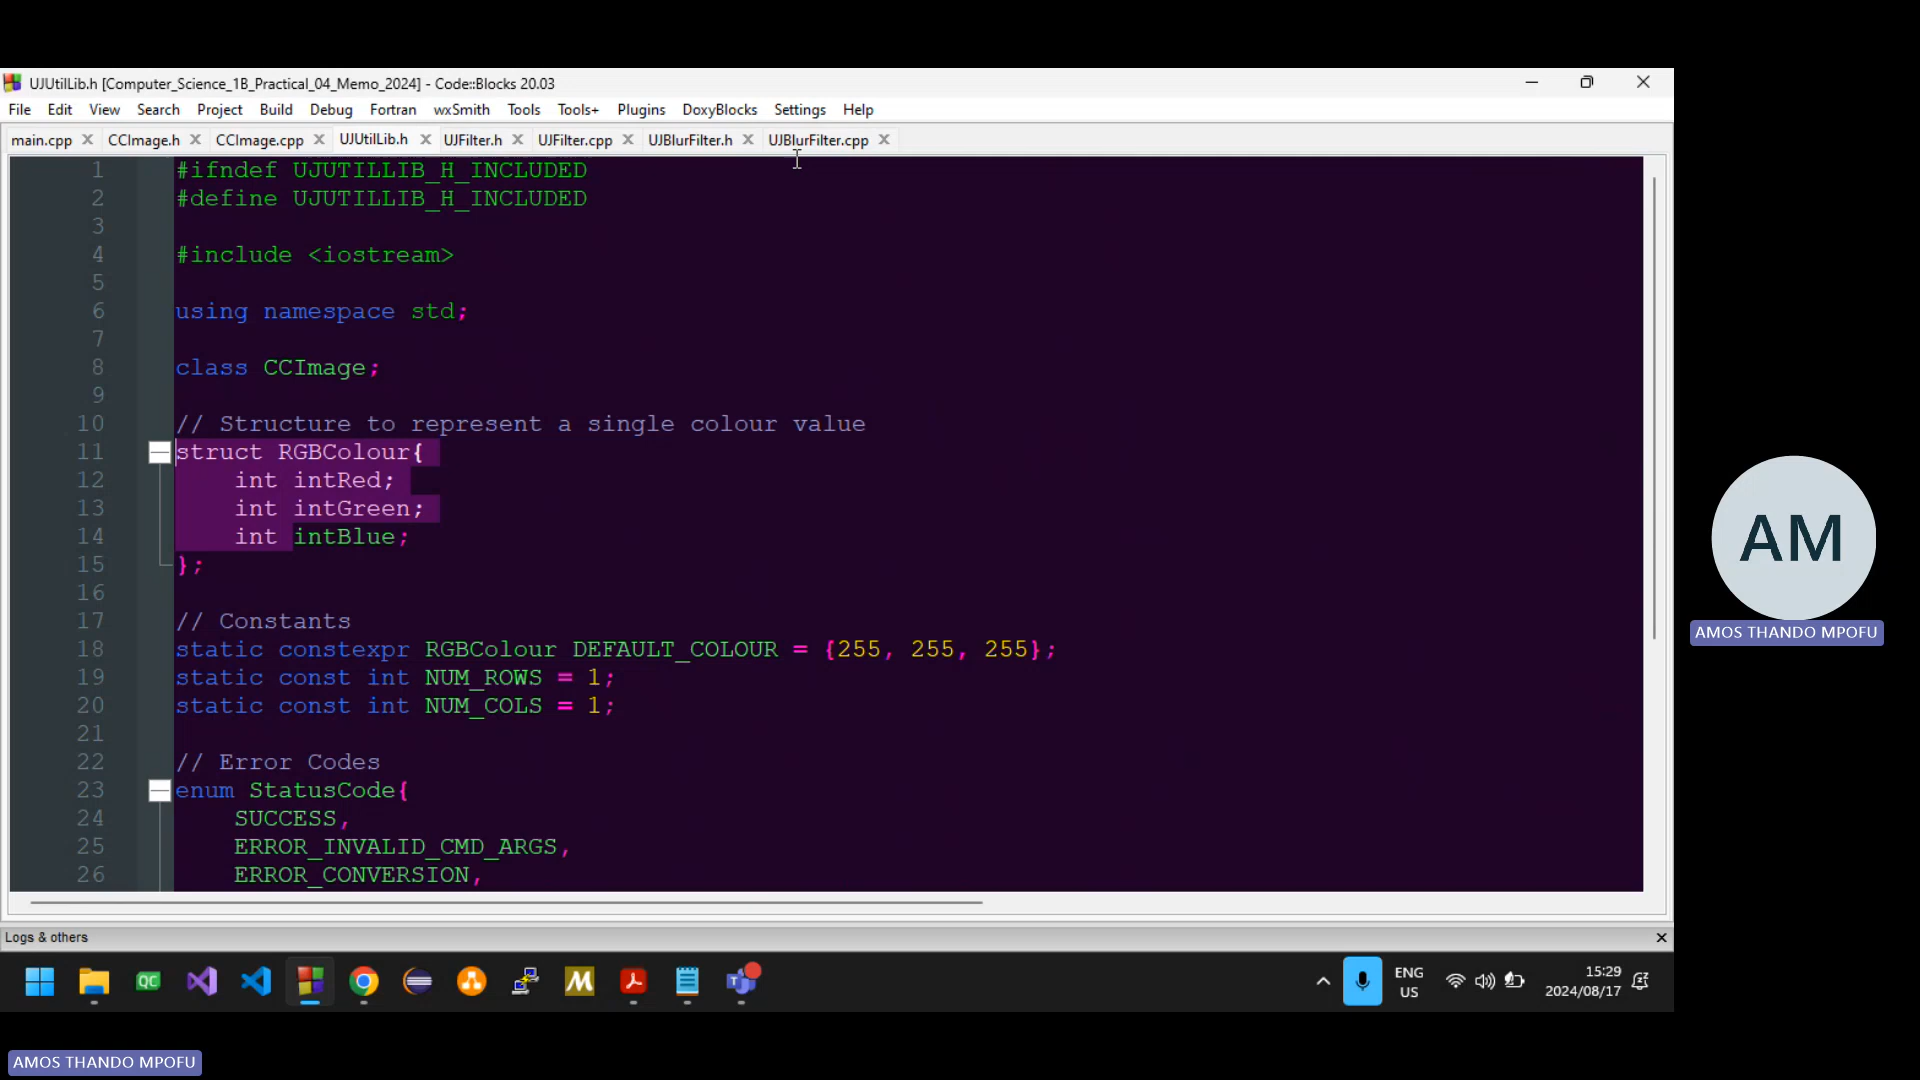 UJUtilLib.h [Computer_Science_1B_Practical_04_Memo_2024] - Code::Blocks 20.03
File Edit View Search Project Build Debug Fortran wxSmith Tools Tools+ Plugins DoxyBlocks Settings Help
main.cpp CCImage.h CCImage.cpp UJUtilLib.h UJFilter.h UJFilter.cpp UJBlurFilter.h UJBlurFilter.cpp
1 #ifndef UJUTILLIB_H_INCLUDED
2 #define UJUTILLIB_H_INCLUDED
3
4 #include <iostream>
5
6 using namespace std;
7
8 class CCImage;
9
10 // Structure to represent a single colour value
11 struct RGBColour{
12 int intRed;
13 int intGreen;
14 int intBlue;
15 };
16
17 // Constants
18 static constexpr RGBColour DEFAULT_COLOUR = {255, 255, 255};
19 static const int NUM_ROWS = 1;
20 static const int NUM_COLS = 1;
21
22 // Error Codes
23 enum StatusCode{
24 SUCCESS,
25 ERROR_INVALID_CMD_ARGS,
26 ERROR_CONVERSION,
Logs & others
QC
M
ENG
US
15:29
2024/08/17
AM
AMOS THANDO MPOFU
AMOS THANDO MPOFU